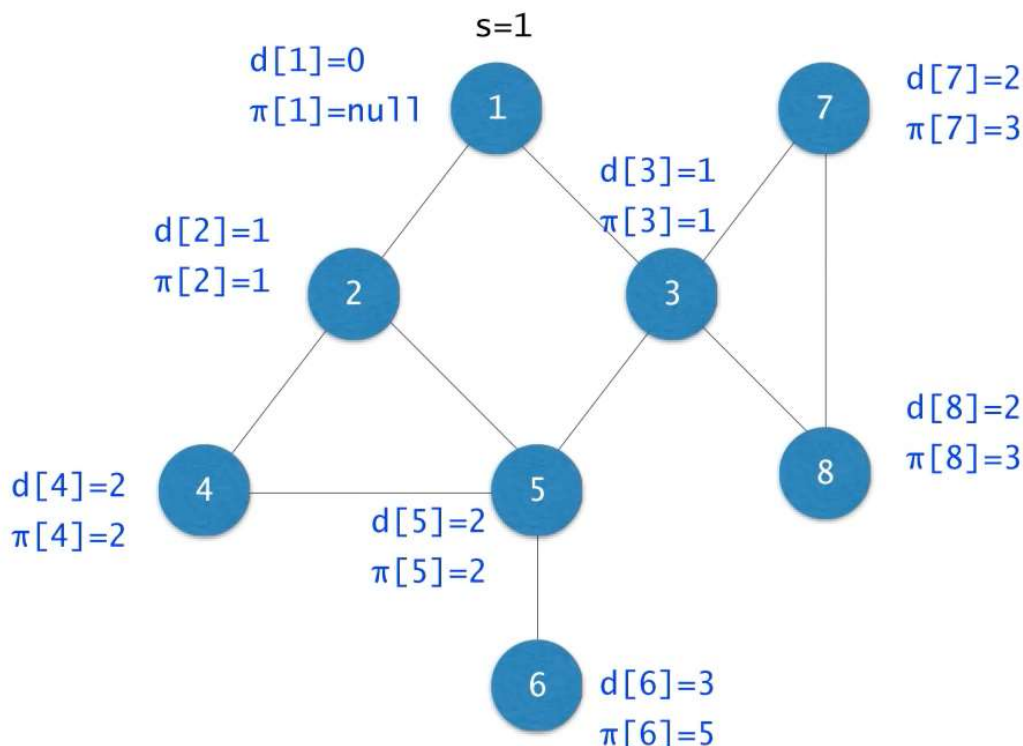 s=1
d[1]=0
π[1]=null
1
7
d[7]=2
π[7]=3
d[3]=1
π[3]=1
d[2]=1
π[2]=1
2
3
d[8]=2
π[8]=3
8
d[4]=2
π[4]=2
4
5
d[5]=2
π[5]=2
6
d[6]=3
π[6]=5